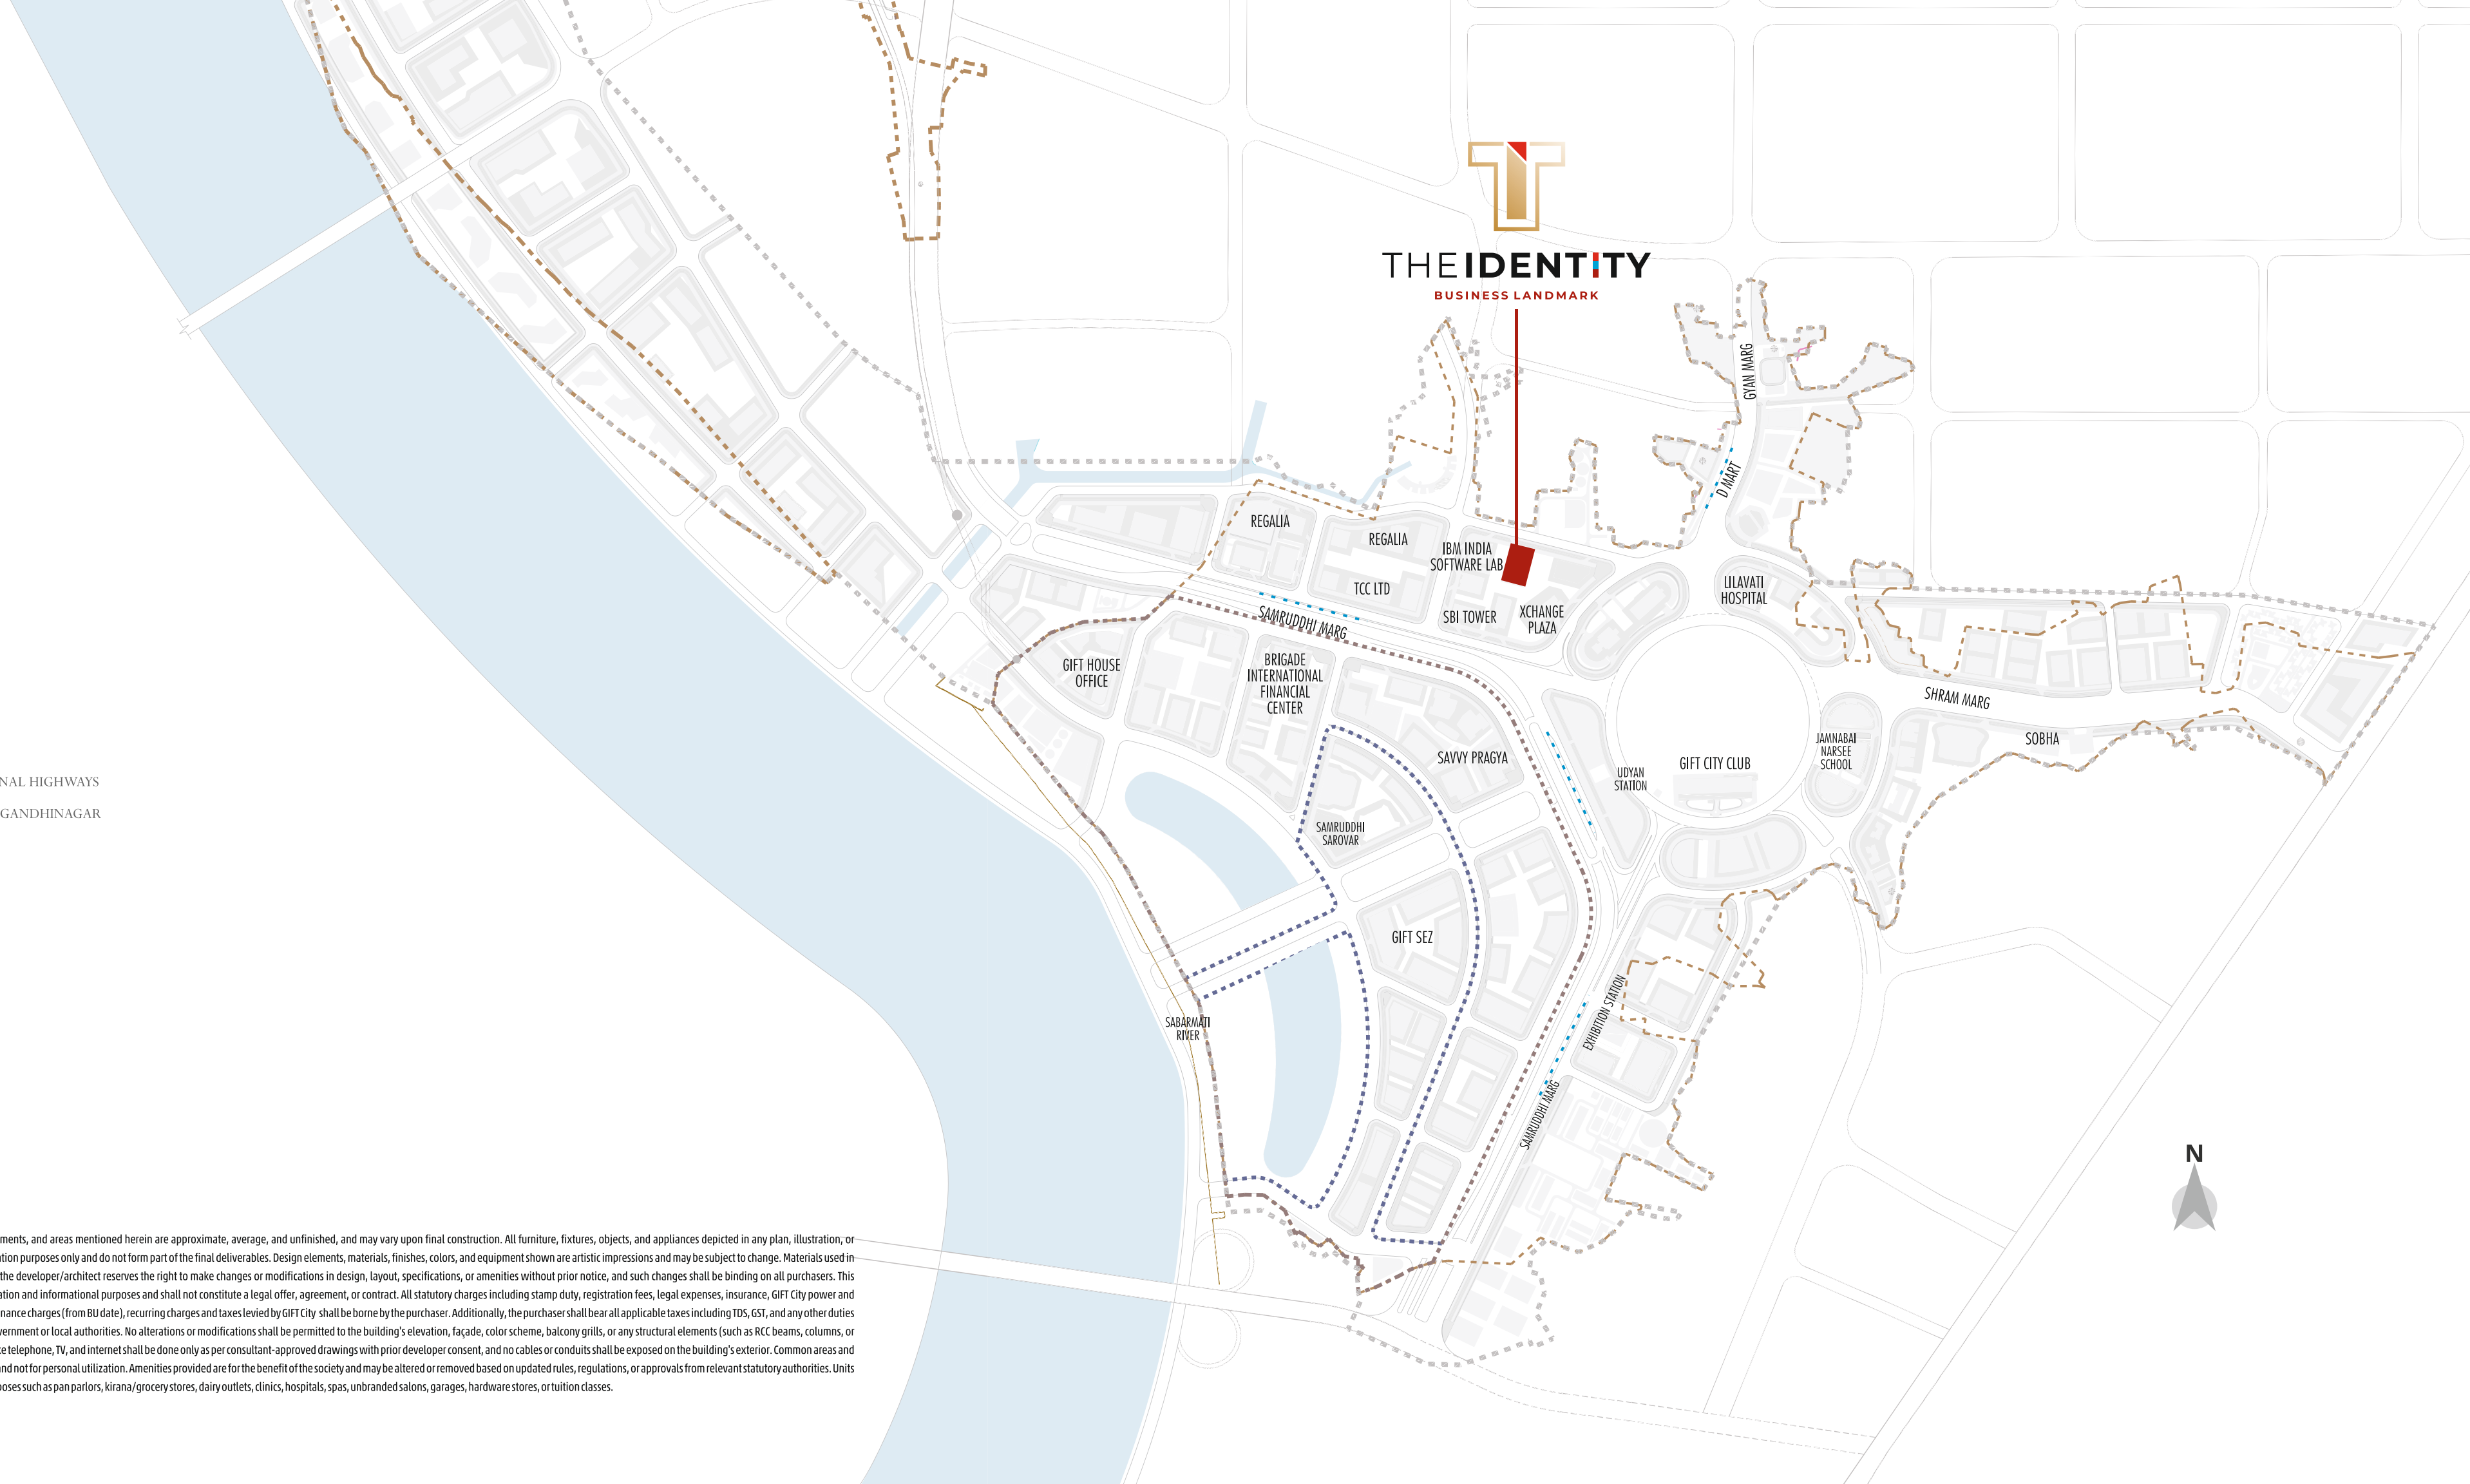 THE IDENTITY
BUSINESS LANDMARK
GYAN MARG
D MART
REGALIA
REGALIA
IBM INDIA
SOFTWARE LAB
TCC LTD
SBI TOWER
XCHANGE
PLAZA
LILAVATI
HOSPITAL
SAMRUDDHI MARG
GIFT HOUSE
OFFICE
BRIGADE
INTERNATIONAL
FINANCIAL
CENTER
SHRAM MARG
SOBHA
JAMNABAI
NARSEE
SCHOOL
SAVVY PRAGYA
UDYAN
STATION
GIFT CITY CLUB
SAMRUDDHI
SAROVAR
GIFT SEZ
SABARMATI
RIVER
EXHIBITION STATION
SAMRUDDHI MARG
N
NAL HIGHWAYS
GANDHINAGAR
ments, and areas mentioned herein are approximate, average, and unfinished, and may vary upon final construction. All furniture, fixtures, objects, and appliances depicted in any plan, illustration, or
ation purposes only and do not form part of the final deliverables. Design elements, materials, finishes, colors, and equipment shown are artistic impressions and may be subject to change. Materials used in
the developer/architect reserves the right to make changes or modifications in design, layout, specifications, or amenities without prior notice, and such changes shall be binding on all purchasers. This
ation and informational purposes and shall not constitute a legal offer, agreement, or contract. All statutory charges including stamp duty, registration fees, legal expenses, insurance, GIFT City power and
nance charges (from BU date), recurring charges and taxes levied by GIFT City shall be borne by the purchaser. Additionally, the purchaser shall bear all applicable taxes including TDS, GST, and any other duties
vernment or local authorities. No alterations or modifications shall be permitted to the building's elevation, façade, color scheme, balcony grills, or any structural elements (such as RCC beams, columns, or
ke telephone, TV, and internet shall be done only as per consultant-approved drawings with prior developer consent, and no cables or conduits shall be exposed on the building's exterior. Common areas and
nd not for personal utilization. Amenities provided are for the benefit of the society and may be altered or removed based on updated rules, regulations, or approvals from relevant statutory authorities. Units
poses such as pan parlors, kirana/grocery stores, dairy outlets, clinics, hospitals, spas, unbranded salons, garages, hardware stores, or tuition classes.